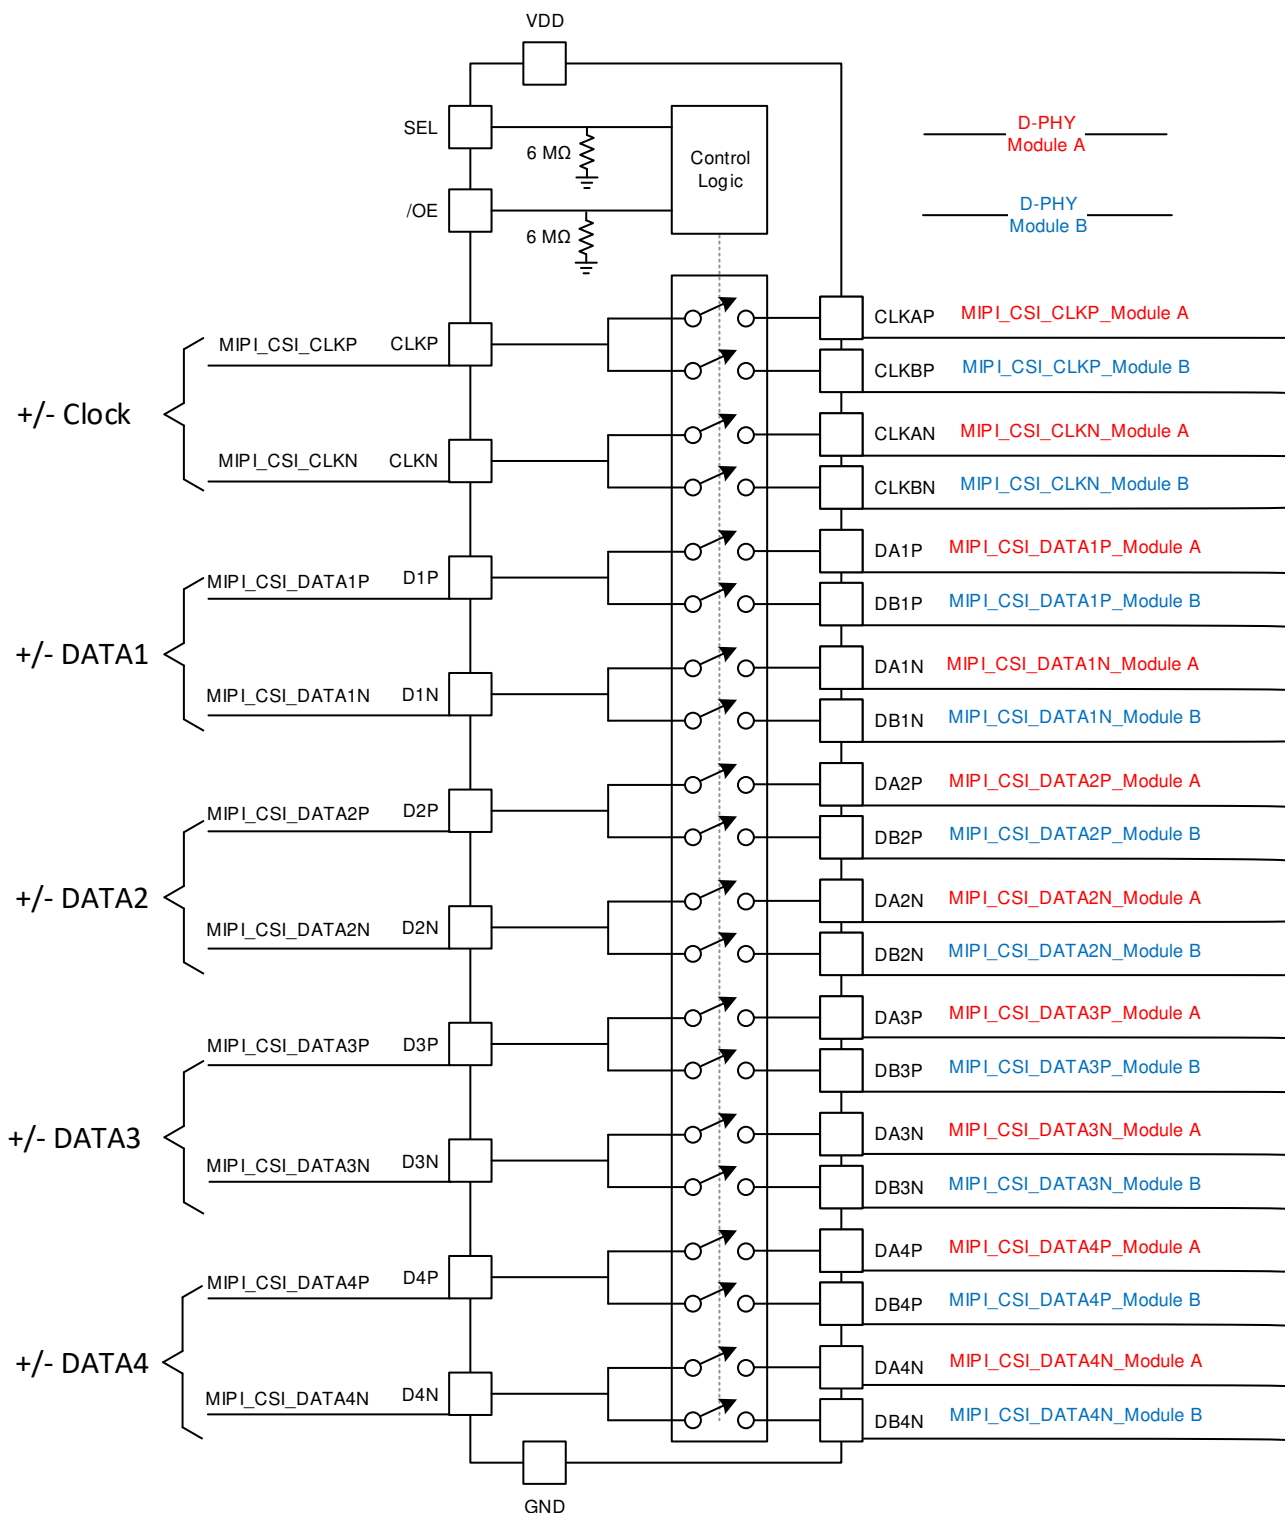 VDD
SEL
6 MΩ
Control
Logic
/OE
6 MΩ
D-PHY
Module A
D-PHY
Module B
+/- Clock
MIPI_CSI_CLKP CLKP
CLKAP MIPI_CSI_CLKP_Module A
CLKBP MIPI_CSI_CLKP_Module B
MIPI_CSI_CLKN CLKN
CLKAN MIPI_CSI_CLKN_Module A
CLKBN MIPI_CSI_CLKN_Module B
+/- DATA1
MIPI_CSI_DATA1P D1P
DA1P MIPI_CSI_DATA1P_Module A
DB1P MIPI_CSI_DATA1P_Module B
MIPI_CSI_DATA1N D1N
DA1N MIPI_CSI_DATA1N_Module A
DB1N MIPI_CSI_DATA1N_Module B
+/- DATA2
MIPI_CSI_DATA2P D2P
DA2P MIPI_CSI_DATA2P_Module A
DB2P MIPI_CSI_DATA2P_Module B
MIPI_CSI_DATA2N D2N
DA2N MIPI_CSI_DATA2N_Module A
DB2N MIPI_CSI_DATA2N_Module B
+/- DATA3
MIPI_CSI_DATA3P D3P
DA3P MIPI_CSI_DATA3P_Module A
DB3P MIPI_CSI_DATA3P_Module B
MIPI_CSI_DATA3N D3N
DA3N MIPI_CSI_DATA3N_Module A
DB3N MIPI_CSI_DATA3N_Module B
+/- DATA4
MIPI_CSI_DATA4P D4P
DA4P MIPI_CSI_DATA4P_Module A
DB4P MIPI_CSI_DATA4P_Module B
MIPI_CSI_DATA4N D4N
DA4N MIPI_CSI_DATA4N_Module A
DB4N MIPI_CSI_DATA4N_Module B
GND